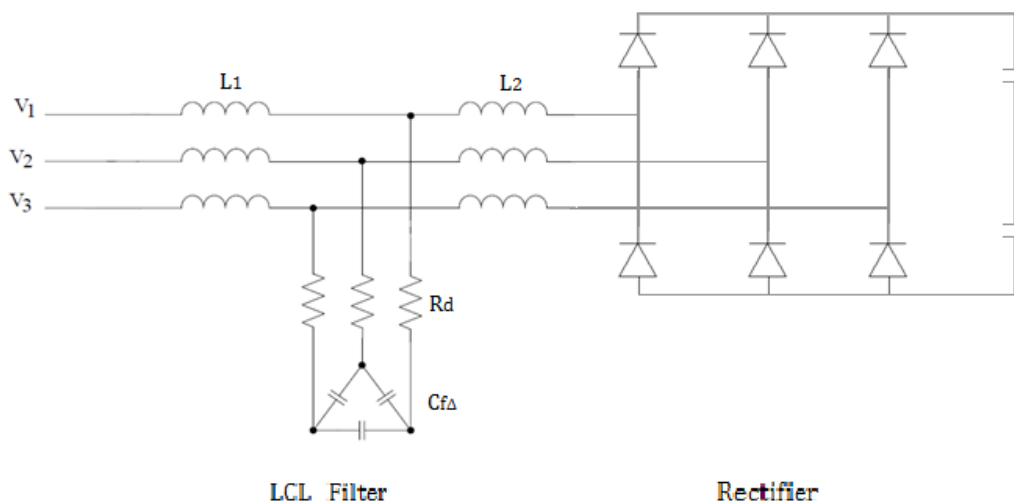 L1
L2
V1
V2
V3
Rd
CfΔ
LCL Filter
Rectifier